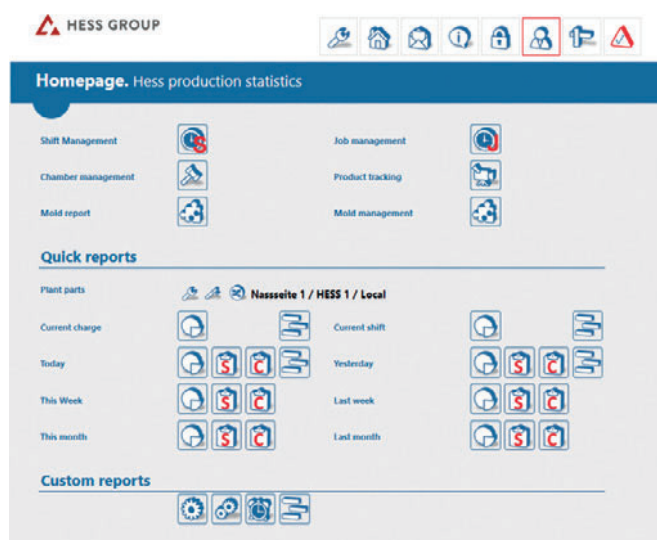 HESS GROUP
Homepage. Hess production statistics
Shift Management S Job management J
Chamber management Product tracking
Mold report Mold management
Quick reports
Plant parts Nassseite 1 / HESS 1 / Local
Current charge Current shift
Today S C Yesterday S C
This Week S C Last week S C
This month S C Last month S C
Custom reports